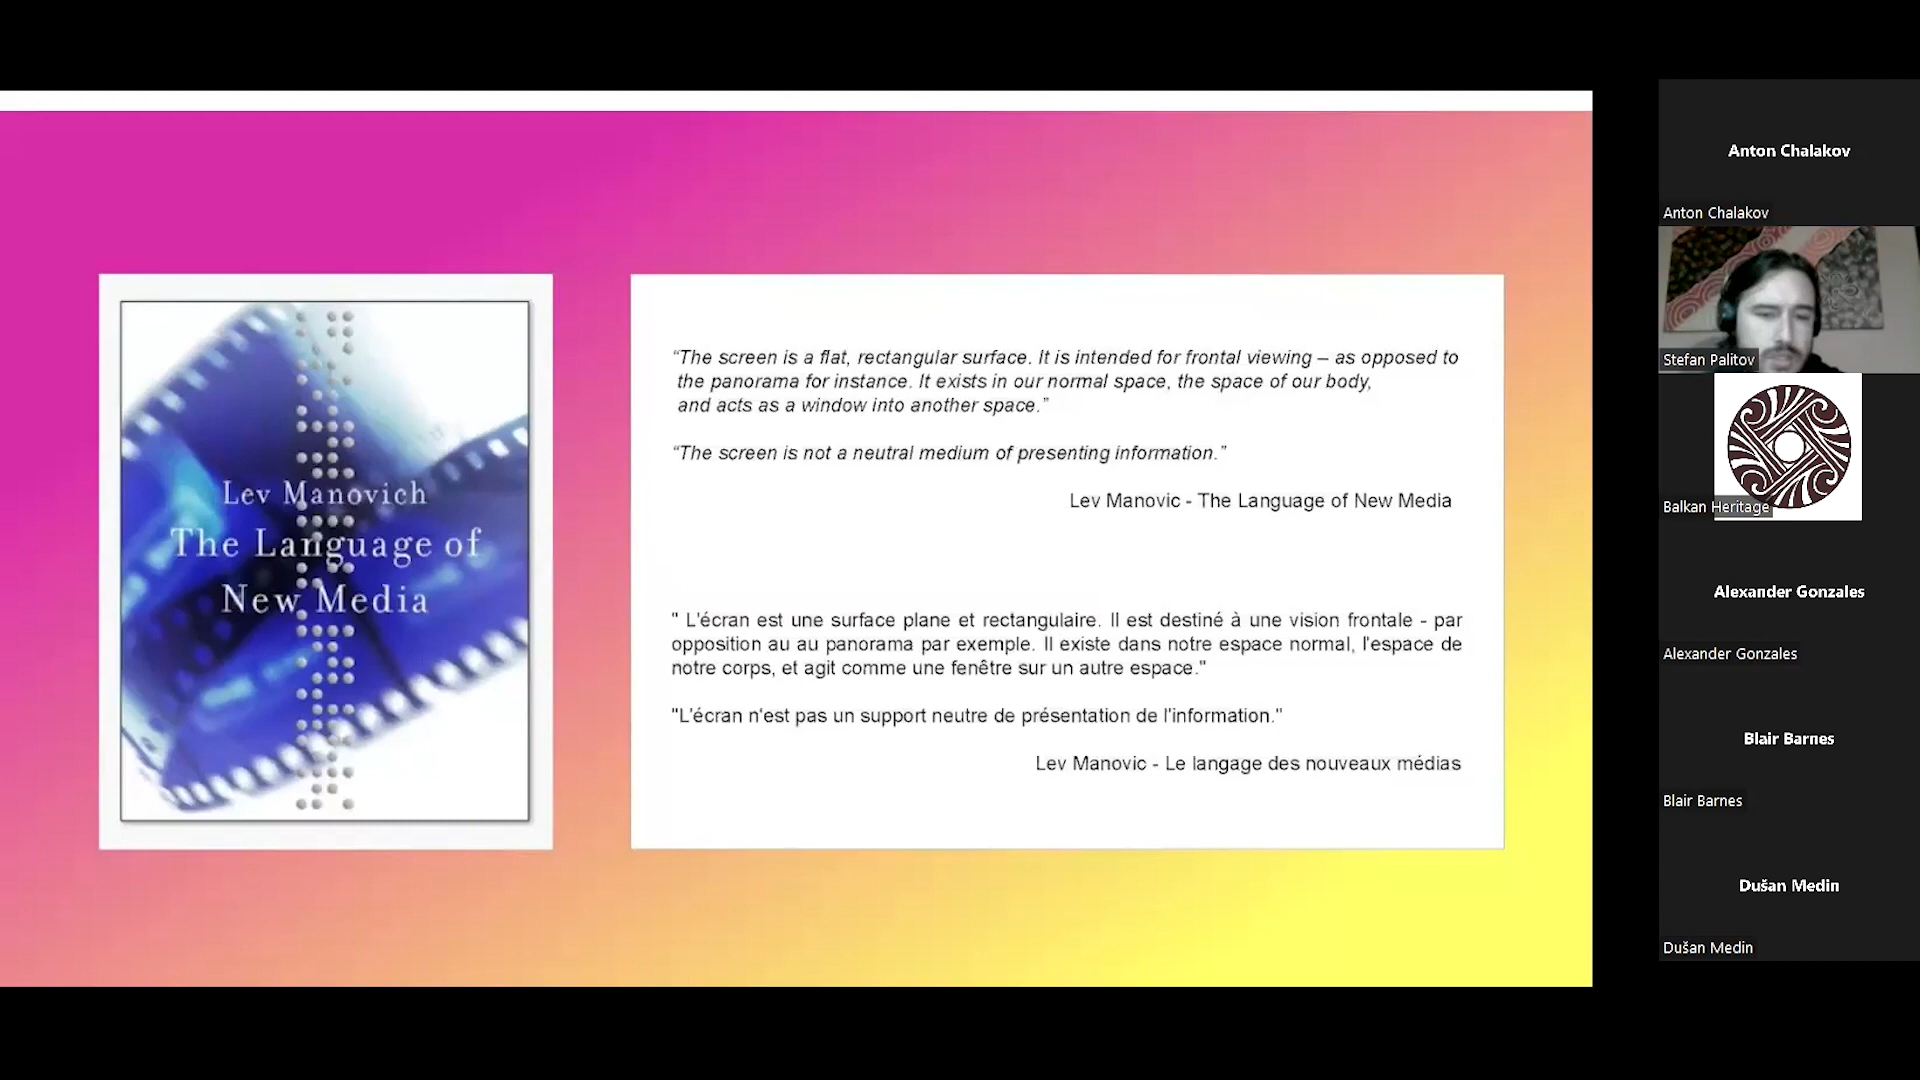 Lev Manovich
The Language of
New Media
“The screen is a flat, rectangular surface. It is intended for frontal viewing – as opposed to
the panorama for instance. It exists in our normal space, the space of our body,
and acts as a window into another space.”
“The screen is not a neutral medium of presenting information.”
Lev Manovic - The Language of New Media
" L'écran est une surface plane et rectangulaire. Il est destiné à une vision frontale - par
opposition au au panorama par exemple. Il existe dans notre espace normal, l'espace de
notre corps, et agit comme une fenêtre sur un autre espace."
"L'écran n'est pas un support neutre de présentation de l'information."
Lev Manovic - Le langage des nouveaux médias
Anton Chalakov
Anton Chalakov
Stefan Palitov
Balkan Heritage
Alexander Gonzales
Alexander Gonzales
Blair Barnes
Blair Barnes
Dušan Medin
Dušan Medin